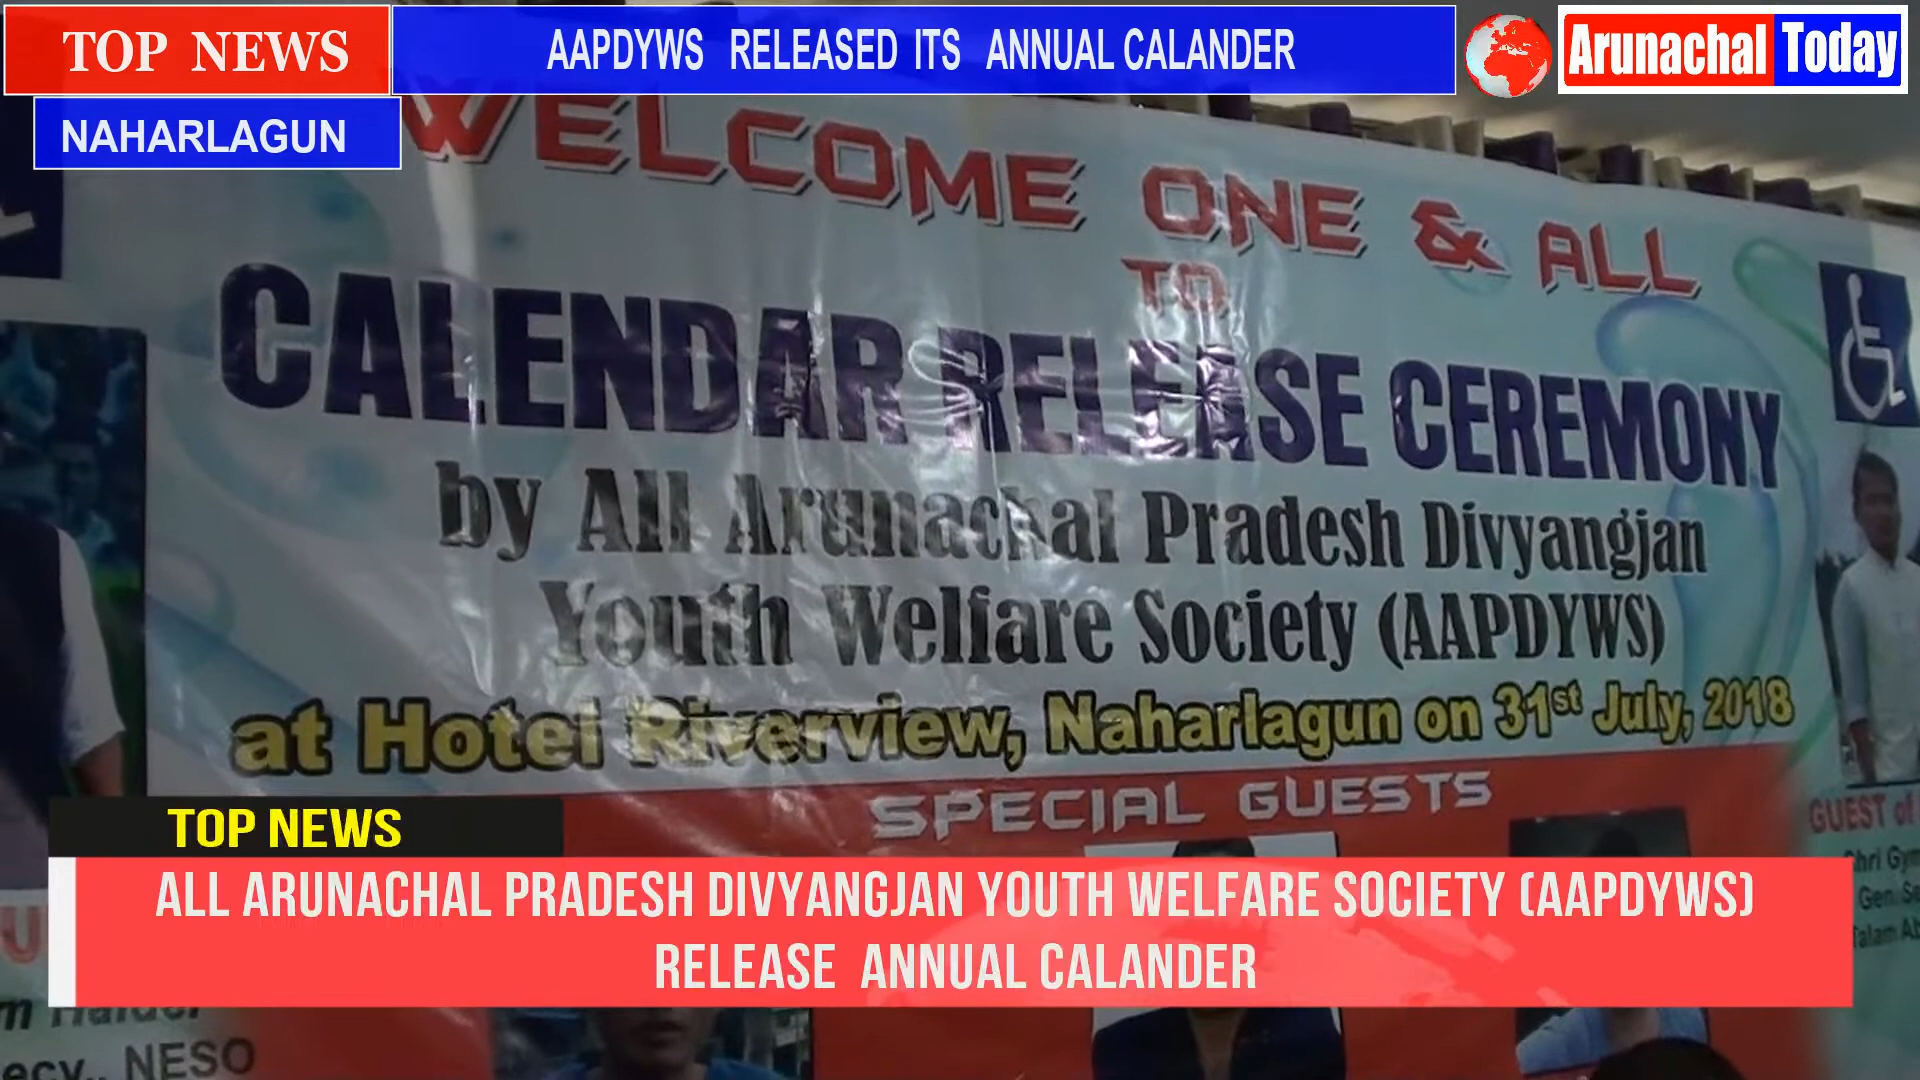 TOP NEWS
AAPDYWS RELEASED ITS ANNUAL CALANDER
Arunachal Today
NAHARLAGUN
WELCOME ONE & ALL
TO
CALENDAR RELEASE CEREMONY
by All Arunachal Pradesh Divyangjan
Youth Welfare Society (AAPDYWS)
at Hotel Riverview, Naharlagun on 31st July, 2018
SPECIAL GUESTS
GUEST of
TOP NEWS
ALL ARUNACHAL PRADESH DIVYANGJAN YOUTH WELFARE SOCIETY (AAPDYWS)
RELEASE ANNUAL CALANDER
NESO